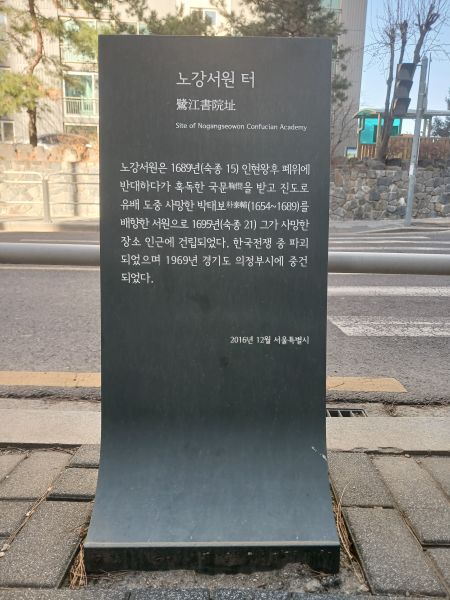 노강서원 터
鷺江書院址
Site of Nogangseowon Confucian Academy
노강서원은 1689년(숙종 15) 인현왕후 폐위에
반대하다가 혹독한 국문鞫問을 받고 진도로
유배 도중 사망한 박태보朴泰輔(1654~1689)를
배향한 서원으로 1695년(숙종 21) 그가 사망한
장소 인근에 건립되었다. 한국전쟁 중 파괴
되었으며 1969년 경기도 의정부시에 중건
되었다.
2016년 12월 서울특별시